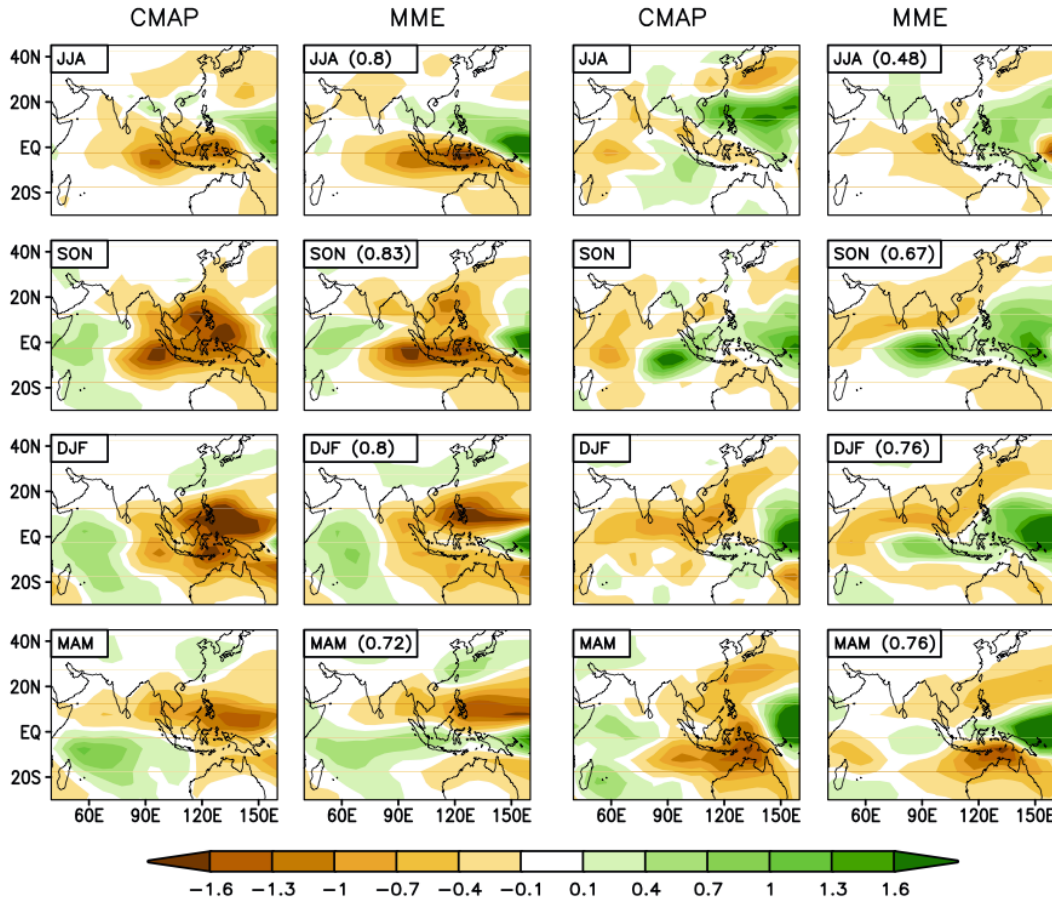 CMAP MME CMAP MME
40N JJA JJA (0.8) JJA JJA (0.48)
20N
EQ
20S
40N SON SON (0.83) SON SON (0.67)
20N
EQ
20S
40N DJF DJF (0.8) DJF DJF (0.76)
20N
EQ
20S
40N MAM MAM (0.72) MAM MAM (0.76)
20N
EQ
20S
60E 90E 120E 150E 60E 90E 120E 150E 60E 90E 120E 150E 60E 90E 120E 150E
−1.6 −1.3 −1 −0.7 −0.4 −0.1 0.1 0.4 0.7 1 1.3 1.6